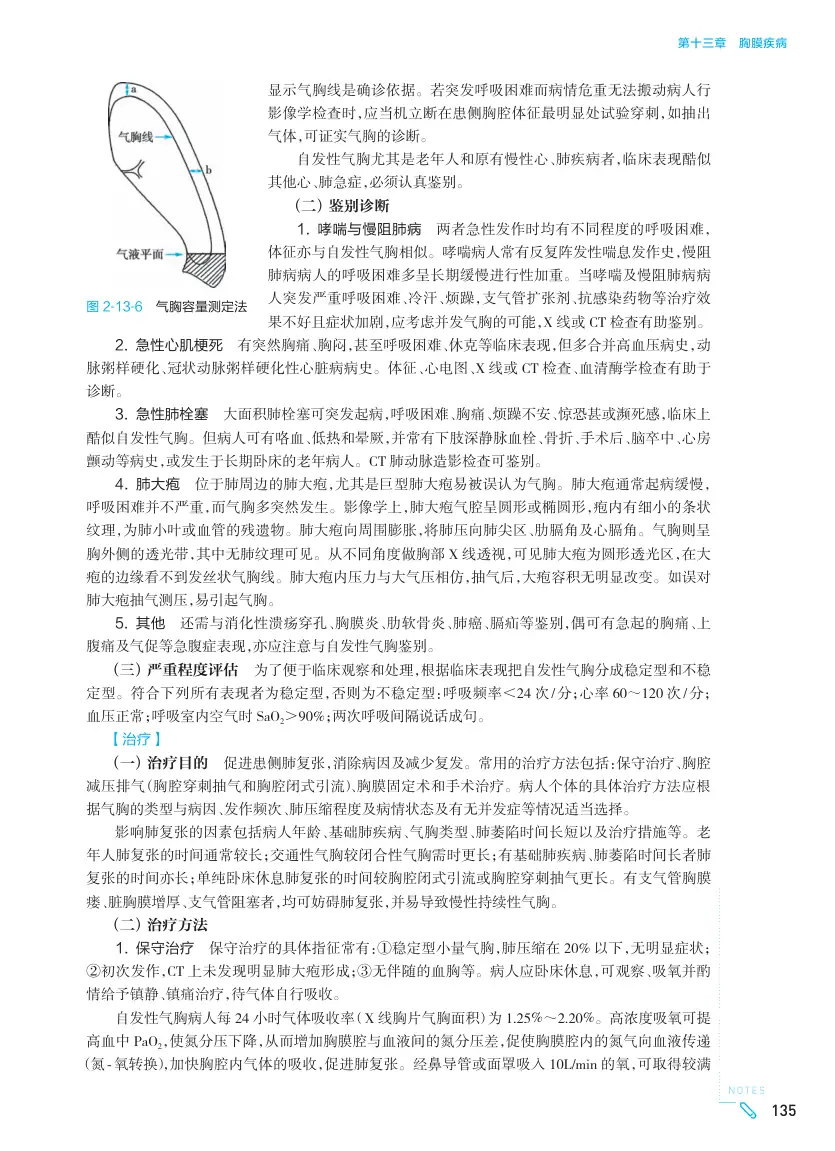 第十三章 胸膜疾病
a
气胸线
b
气液平面
图 2-13-6 气胸容量测定法
显示气胸线是确诊依据。若突发呼吸困难而病情危重无法搬动病人行
影像学检查时,应当机立断在患侧胸腔体征最明显处试验穿刺,如抽出
气体,可证实气胸的诊断。
自发性气胸尤其是老年人和原有慢性心、肺疾病者,临床表现酷似
其他心、肺急症,必须认真鉴别。
(二) 鉴别诊断
1. 哮喘与慢阻肺病 两者急性发作时均有不同程度的呼吸困难,
体征亦与自发性气胸相似。哮喘病人常有反复阵发性喘息发作史,慢阻
肺病病人的呼吸困难多呈长期缓慢进行性加重。当哮喘及慢阻肺病病
人突发严重呼吸困难、冷汗、烦躁,支气管扩张剂、抗感染药物等治疗效
果不好且症状加剧,应考虑并发气胸的可能,X 线或 CT 检查有助鉴别。
2. 急性心肌梗死 有突然胸痛、胸闷,甚至呼吸困难、休克等临床表现,但多合并高血压病史,动
脉粥样硬化、冠状动脉粥样硬化性心脏病病史。体征、心电图、X 线或 CT 检查、血清酶学检查有助于
诊断。
3. 急性肺栓塞 大面积肺栓塞可突发起病,呼吸困难、胸痛、烦躁不安、惊恐甚或濒死感,临床上
酷似自发性气胸。但病人可有咯血、低热和晕厥,并常有下肢深静脉血栓、骨折、手术后、脑卒中、心房
颤动等病史,或发生于长期卧床的老年病人。CT 肺动脉造影检查可鉴别。
4. 肺大疱 位于肺周边的肺大疱,尤其是巨型肺大疱易被误认为气胸。肺大疱通常起病缓慢,
呼吸困难并不严重,而气胸多突然发生。影像学上,肺大疱气腔呈圆形或椭圆形,疱内有细小的条状
纹理,为肺小叶或血管的残遗物。肺大疱向周围膨胀,将肺压向肺尖区、肋膈角及心膈角。气胸则呈
胸外侧的透光带,其中无肺纹理可见。从不同角度做胸部 X 线透视,可见肺大疱为圆形透光区,在大
疱的边缘看不到发丝状气胸线。肺大疱内压力与大气压相仿,抽气后,大疱容积无明显改变。如误对
肺大疱抽气测压,易引起气胸。
5. 其他 还需与消化性溃疡穿孔、胸膜炎、肋软骨炎、肺癌、膈疝等鉴别,偶可有急起的胸痛、上
腹痛及气促等急腹症表现,亦应注意与自发性气胸鉴别。
(三) 严重程度评估 为了便于临床观察和处理,根据临床表现把自发性气胸分成稳定型和不稳
定型。符合下列所有表现者为稳定型,否则为不稳定型:呼吸频率<24 次/分;心率 60~120 次/分;
血压正常;呼吸室内空气时 SaO₂>90%;两次呼吸间隔说话成句。
【治疗】
(一) 治疗目的 促进患侧肺复张,消除病因及减少复发。常用的治疗方法包括:保守治疗、胸腔
减压排气(胸腔穿刺抽气和胸腔闭式引流)、胸膜固定术和手术治疗。病人个体的具体治疗方法应根
据气胸的类型与病因、发作频次、肺压缩程度及病情状态及有无并发症等情况适当选择。
影响肺复张的因素包括病人年龄、基础肺疾病、气胸类型、肺萎陷时间长短以及治疗措施等。老
年人肺复张的时间通常较长;交通性气胸较闭合性气胸需时更长;有基础肺疾病、肺萎陷时间长者肺
复张的时间亦长;单纯卧床休息肺复张的时间较胸腔闭式引流或胸腔穿刺抽气更长。有支气管胸膜
瘘、脏胸膜增厚、支气管阻塞者,均可妨碍肺复张,并易导致慢性持续性气胸。
(二) 治疗方法
1. 保守治疗 保守治疗的具体指征常有:①稳定型小量气胸,肺压缩在 20% 以下,无明显症状;
②初次发作,CT 上未发现明显肺大疱形成;③无伴随的血胸等。病人应卧床休息,可观察、吸氧并酌
情给予镇静、镇痛治疗,待气体自行吸收。
自发性气胸病人每 24 小时气体吸收率(X 线胸片气胸面积)为 1.25%~2.20%。高浓度吸氧可提
高血中 PaO₂,使氮分压下降,从而增加胸膜腔与血液间的氮分压差,促使胸膜腔内的氮气向血液传递
(氮-氧转换),加快胸腔内气体的吸收,促进肺复张。经鼻导管或面罩吸入 10L/min 的氧,可取得较满
NOTES
135